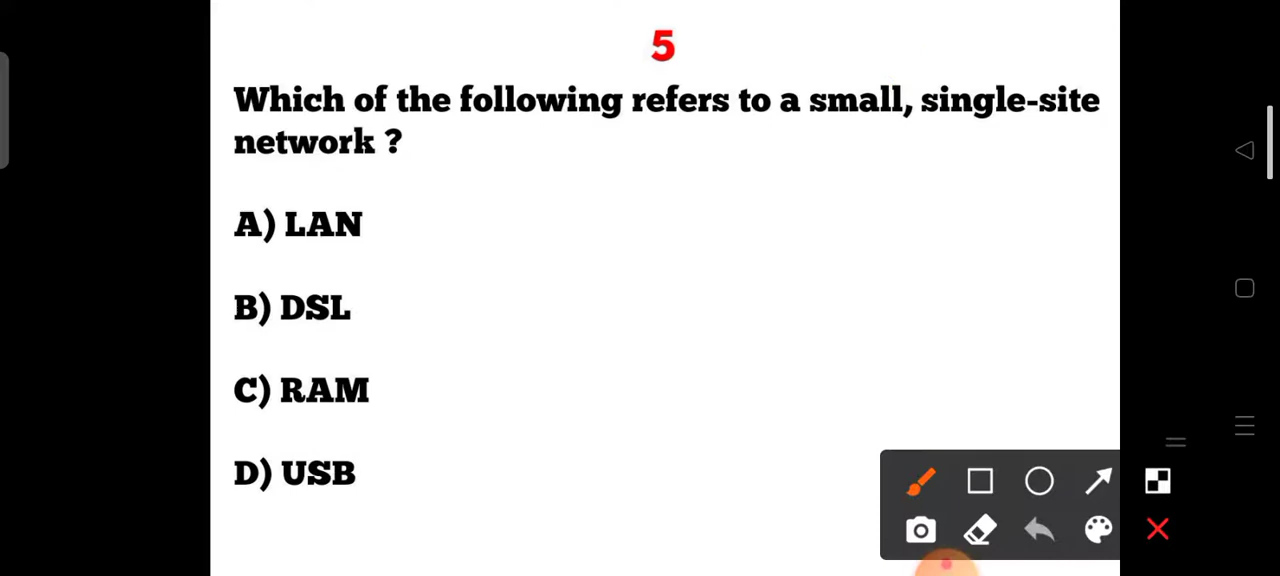 5
Which of the following refers to a small, single-site
network ?
A) LAN
B) DSL
C) RAM
D) USB